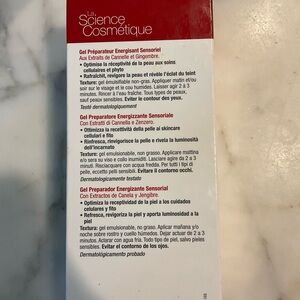 La
Science
Cosmétique
Gel Préparateur Energisant Sensoriel
Aux Extraits de Cannelle et Gingembre.
• Optimise la réceptivité de la peau aux soins
cellulaires et phyto
• Rafraîchit, revigore la peau et révèle l'éclat du teint
Texture: gel émulsifiable non-gras. Appliquer matin et/ou
soir sur le visage et le cou humides. Laisser agir 2 à 3
minutes. Rincer à l'eau fraîche. Tous types de peaux,
sauf peaux sensibles. Eviter le contour des yeux.
Testé dermatologiquement
Gel Preparatore Energizzante Sensoriale
Con Estratti di Cannella e Zenzero.
• Ottimizza la recettività della pelle ai skincare
cellulari e fito
• Rinfresca, rinvigorisce la pelle e rivela la luminosità
dell'incarnato
Texture: gel emulsionabile, non-grasso. Applicare mattina
e/o sera su viso e collo inumiditi. Lasciare agire da 2 a 3
minuti. Risciacquare con acqua fredda. Per tutti i tipi di
pelle, eccetto pelli sensibili. Evitare il contorno occhi.
Dermatologicamente testato
Gel Preparador Energizante Sensorial
Con Extractos de Canela y Jengibre.
• Optimiza la receptividad de la piel a los cuidados
celulares y fito
• Refresca, revigoriza la piel y aporta luminosidad a la
piel
Textura: gel emulsionable, no graso. Aplicar mañana y/o
noche sobre rostro y cuello húmedos. Dejar actuar de 2 a 3
minutos. Aclarar con agua fría. Todo tipo de piel, salvo pieles
sensibles. Evitar el contorno de los ojos.
Dermatológicamente probado